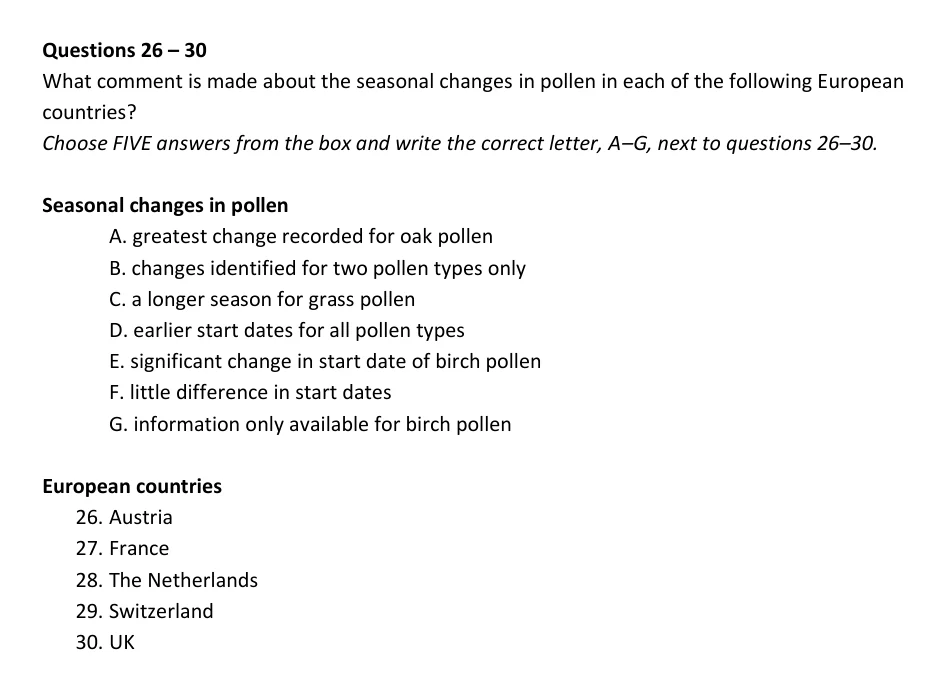 Questions 26 – 30
What comment is made about the seasonal changes in pollen in each of the following European
countries?
Choose FIVE answers from the box and write the correct letter, A–G, next to questions 26–30.
Seasonal changes in pollen
A. greatest change recorded for oak pollen
B. changes identified for two pollen types only
C. a longer season for grass pollen
D. earlier start dates for all pollen types
E. significant change in start date of birch pollen
F. little difference in start dates
G. information only available for birch pollen
European countries
26. Austria
27. France
28. The Netherlands
29. Switzerland
30. UK